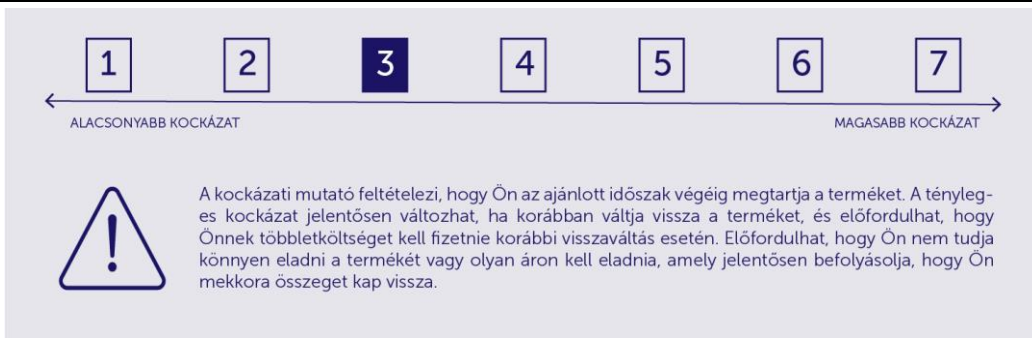 1 2 3 4 5 6 7
ALACSONYABB KOCKÁZAT MAGASABB KOCKÁZAT
A kockázati mutató feltételezi, hogy Ön az ajánlott időszak végéig megtartja a terméket. A tényleg-
es kockázat jelentősen változhat, ha korábban váltja vissza a terméket, és előfordulhat, hogy
Önnek többletköltséget kell fizetnie korábbi visszaváltás esetén. Előfordulhat, hogy Ön nem tudja
könnyen eladni a termékét vagy olyan áron kell eladnia, amely jelentősen befolyásolja, hogy Ön
mekkora összeget kap vissza.